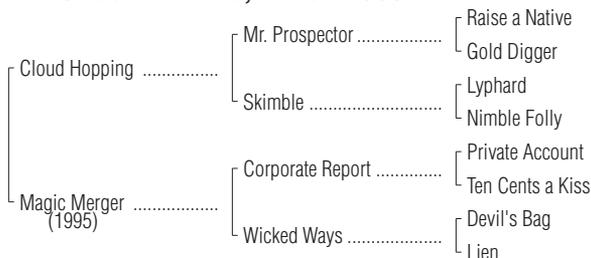 Raise a Native
Mr. Prospector ..................
Gold Digger
Cloud Hopping ................
Lyphard
Skimble ............................
Nimble Folly
Private Account
Corporate Report ..............
Ten Cents a Kiss
Magic Merger ..................
(1995)
Devil's Bag
Wicked Ways ....................
Lien